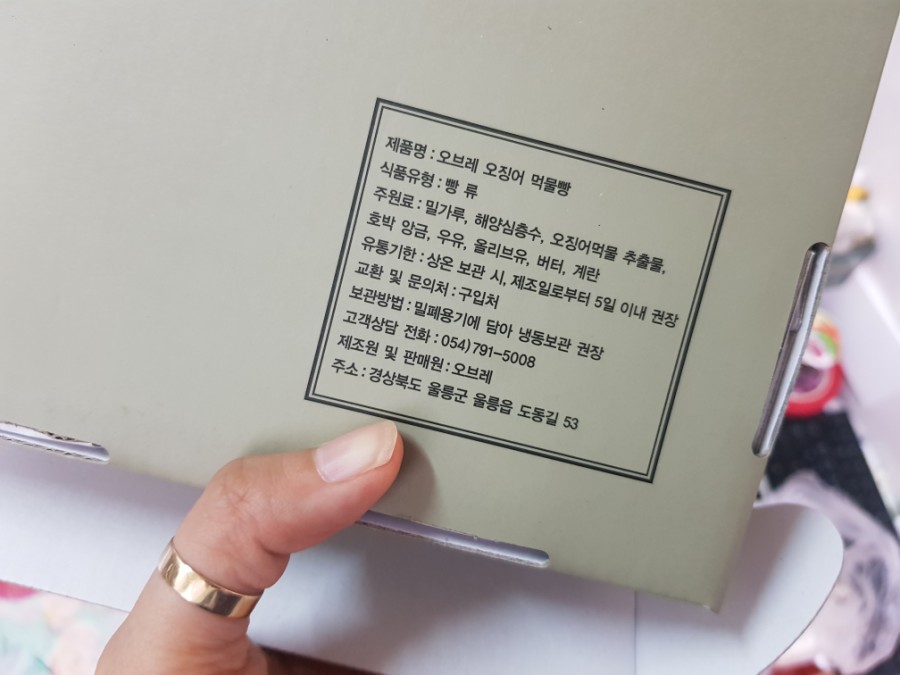 제품명 : 오브레 오징어 먹물빵
식품유형 : 빵 류
주원료 : 밀가루, 해양심층수, 오징어먹물 추출물,
호박 앙금, 우유, 올리브유, 버터, 계란
유통기한 : 상온 보관 시, 제조일로부터 5일 이내 권장
교환 및 문의처 : 구입처
보관방법 : 밀폐용기에 담아 냉동보관 권장
고객상담 전화 : 054)791-5008
제조원 및 판매원 : 오브레
주소 : 경상북도 울릉군 울릉읍 도동길 53